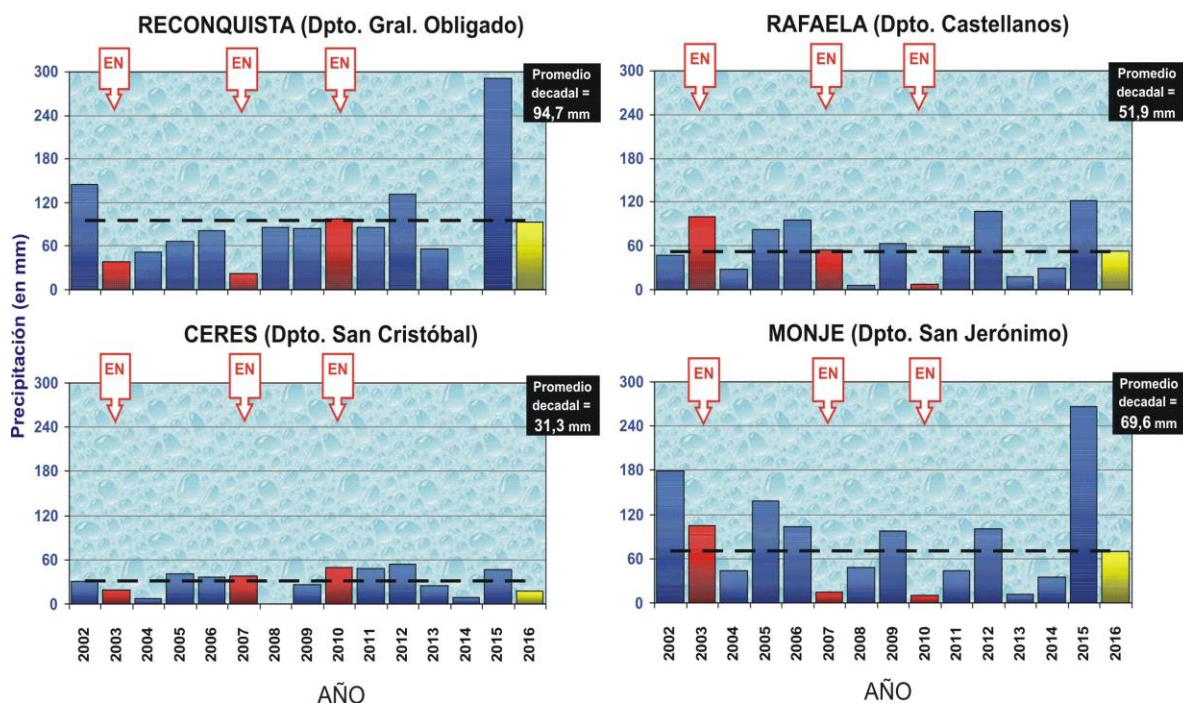 RECONQUISTA (Dpto. Gral. Obligado)
EN
EN
EN
Promedio
decadal =
94,7 mm
300
240
180
120
60
0
RAFAELA (Dpto. Castellanos)
EN
EN
EN
Promedio
decadal =
51,9 mm
300
240
180
120
60
0
Precipitación (en mm)
CERES (Dpto. San Cristóbal)
EN
EN
EN
Promedio
decadal =
31,3 mm
300
240
180
120
60
0
2002
2003
2004
2005
2006
2007
2008
2009
2010
2011
2012
2013
2014
2015
2016
AÑO
MONJE (Dpto. San Jerónimo)
EN
EN
EN
Promedio
decadal =
69,6 mm
300
240
180
120
60
0
2002
2003
2004
2005
2006
2007
2008
2009
2010
2011
2012
2013
2014
2015
2016
AÑO